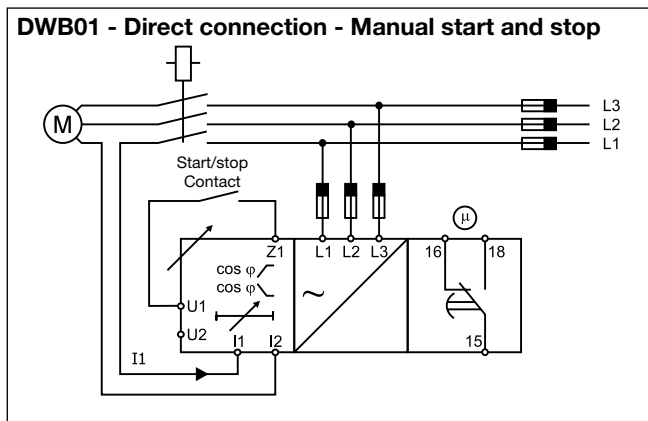 DWB01 - Direct connection - Manual start and stop
M
L3
L2
L1
Start/stop
Contact
μ
Z1
L1
L2
L3
16
18
cos φ
cos φ
~
U1
U2
I1
I2
15
I1